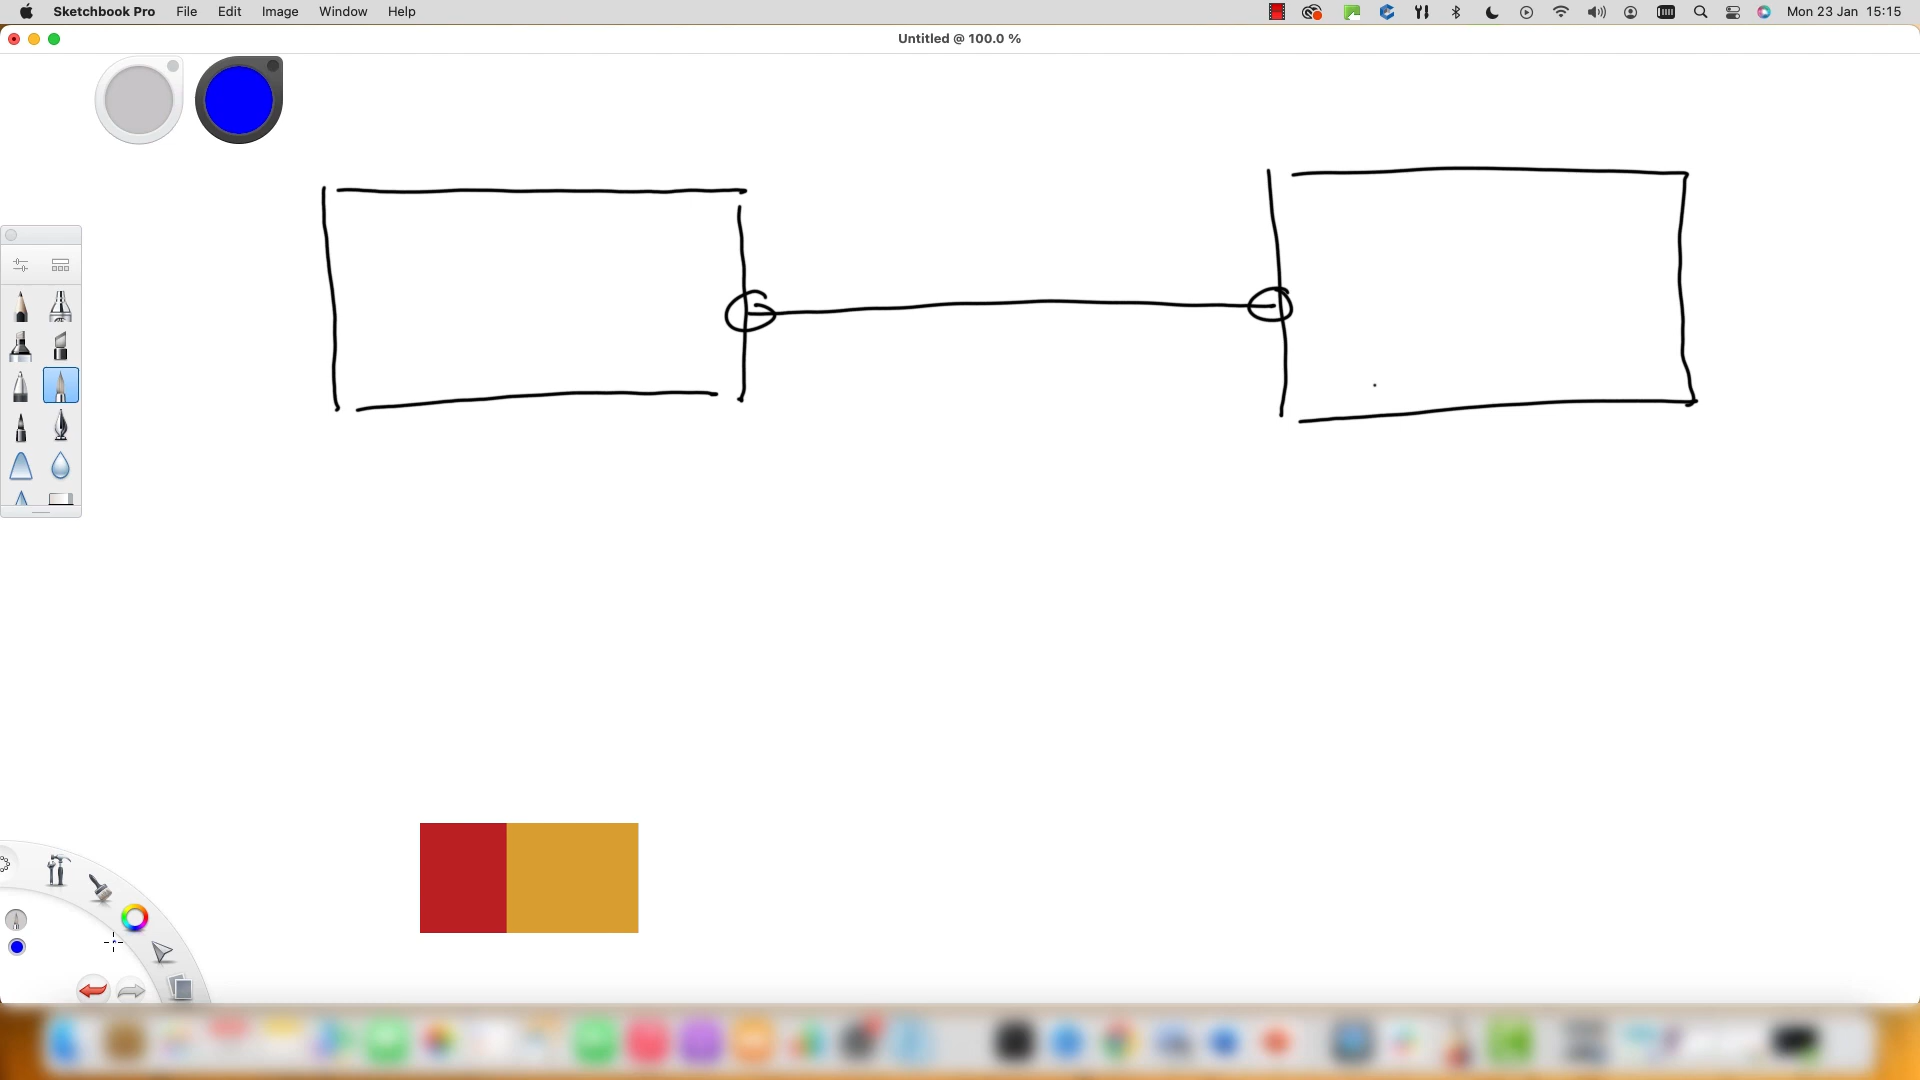 Sketchbook Pro File Edit Image Window Help Mon 23 Jan 15:15
Untitled @ 100.0 %